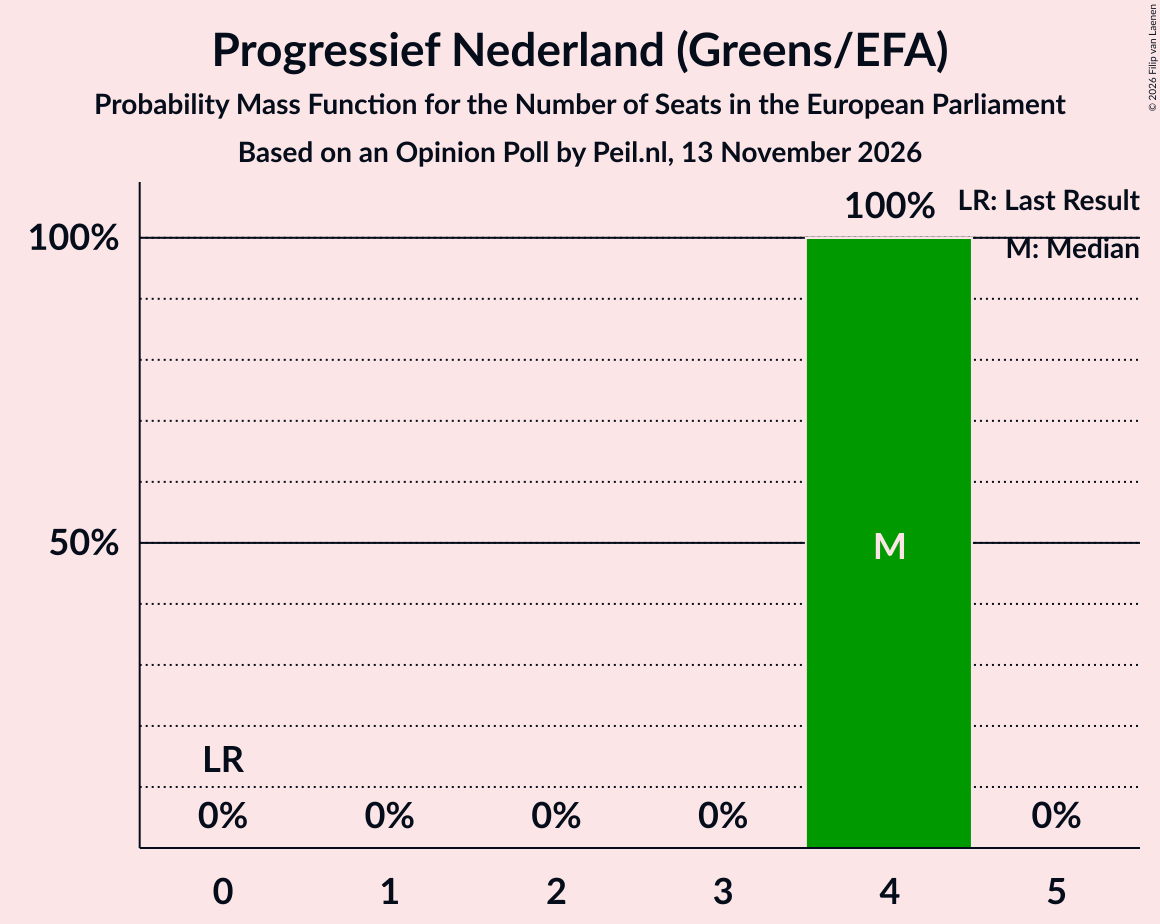 Progressief Nederland (Greens/EFA)
Probability Mass Function for the Number of Seats in the European Parliament
Based on an Opinion Poll by Peil.nl, 13 November 2026
© 2026 Filip van Laenen
LR: Last Result
M: Median
100%
100%
50%
M
LR
0%
0%
0%
0%
0%
0
1
2
3
4
5